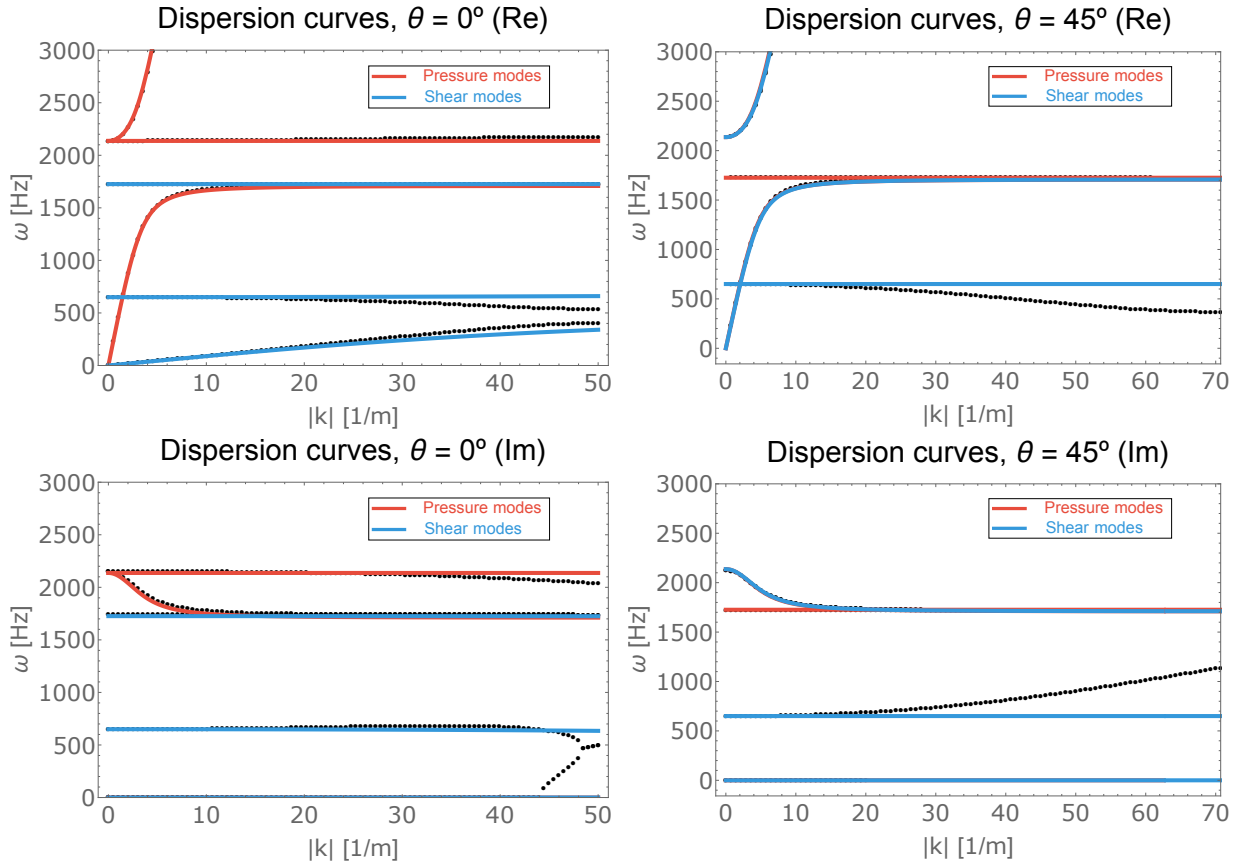 Dispersion curves, θ = 0º (Re)
3000
2500
2000
1500
1000
500
0
ω [Hz]
Pressure modes
Shear modes
0 10 20 30 40 50
|k| [1/m]
Dispersion curves, θ = 45º (Re)
3000
2500
2000
1500
1000
500
0
ω [Hz]
Pressure modes
Shear modes
0 10 20 30 40 50 60 70
|k| [1/m]
Dispersion curves, θ = 0º (Im)
3000
2500
2000
1500
1000
500
0
ω [Hz]
Pressure modes
Shear modes
0 10 20 30 40 50
|k| [1/m]
Dispersion curves, θ = 45º (Im)
3000
2500
2000
1500
1000
500
0
ω [Hz]
Pressure modes
Shear modes
0 10 20 30 40 50 60 70
|k| [1/m]